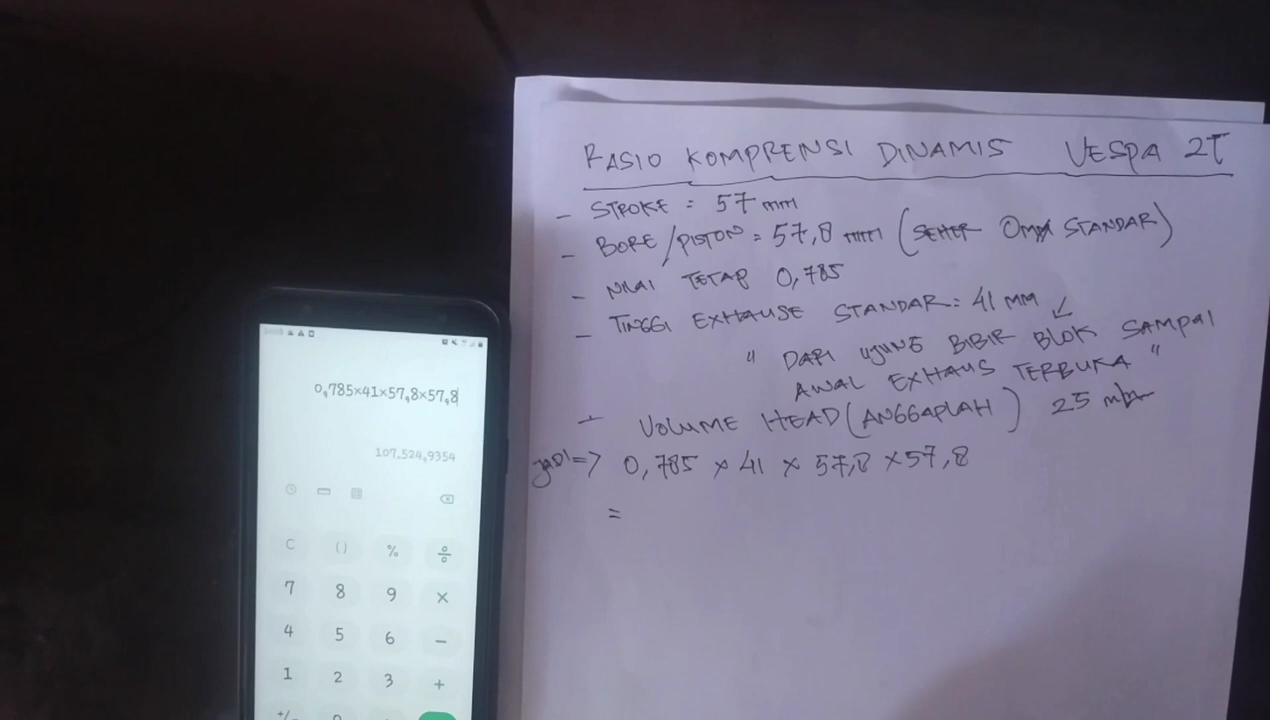 RASIO KOMPRENSI DINAMIS VESPA 2T
- STROKE = 57 mm
- BORE/PISTON = 57,8 mm (SEHER OM STANDAR)
- NILAI TETAP 0,785
- TINGGI EXHAUSE STANDAR: 41 MM
" DARI UJUNG BIBIR BLOK SAMPAI
AWAL EXHAUS TERBUKA "
- VOLUME HEAD (ANGGAPLAH) 25
JADI => 0,785 × 41 × 57,8 × 57,8
=
0,785×41×57,8×57,8
107.524,9354
C () % ÷
7 8 9 ×
4 5 6 −
1 2 3 +
+/-